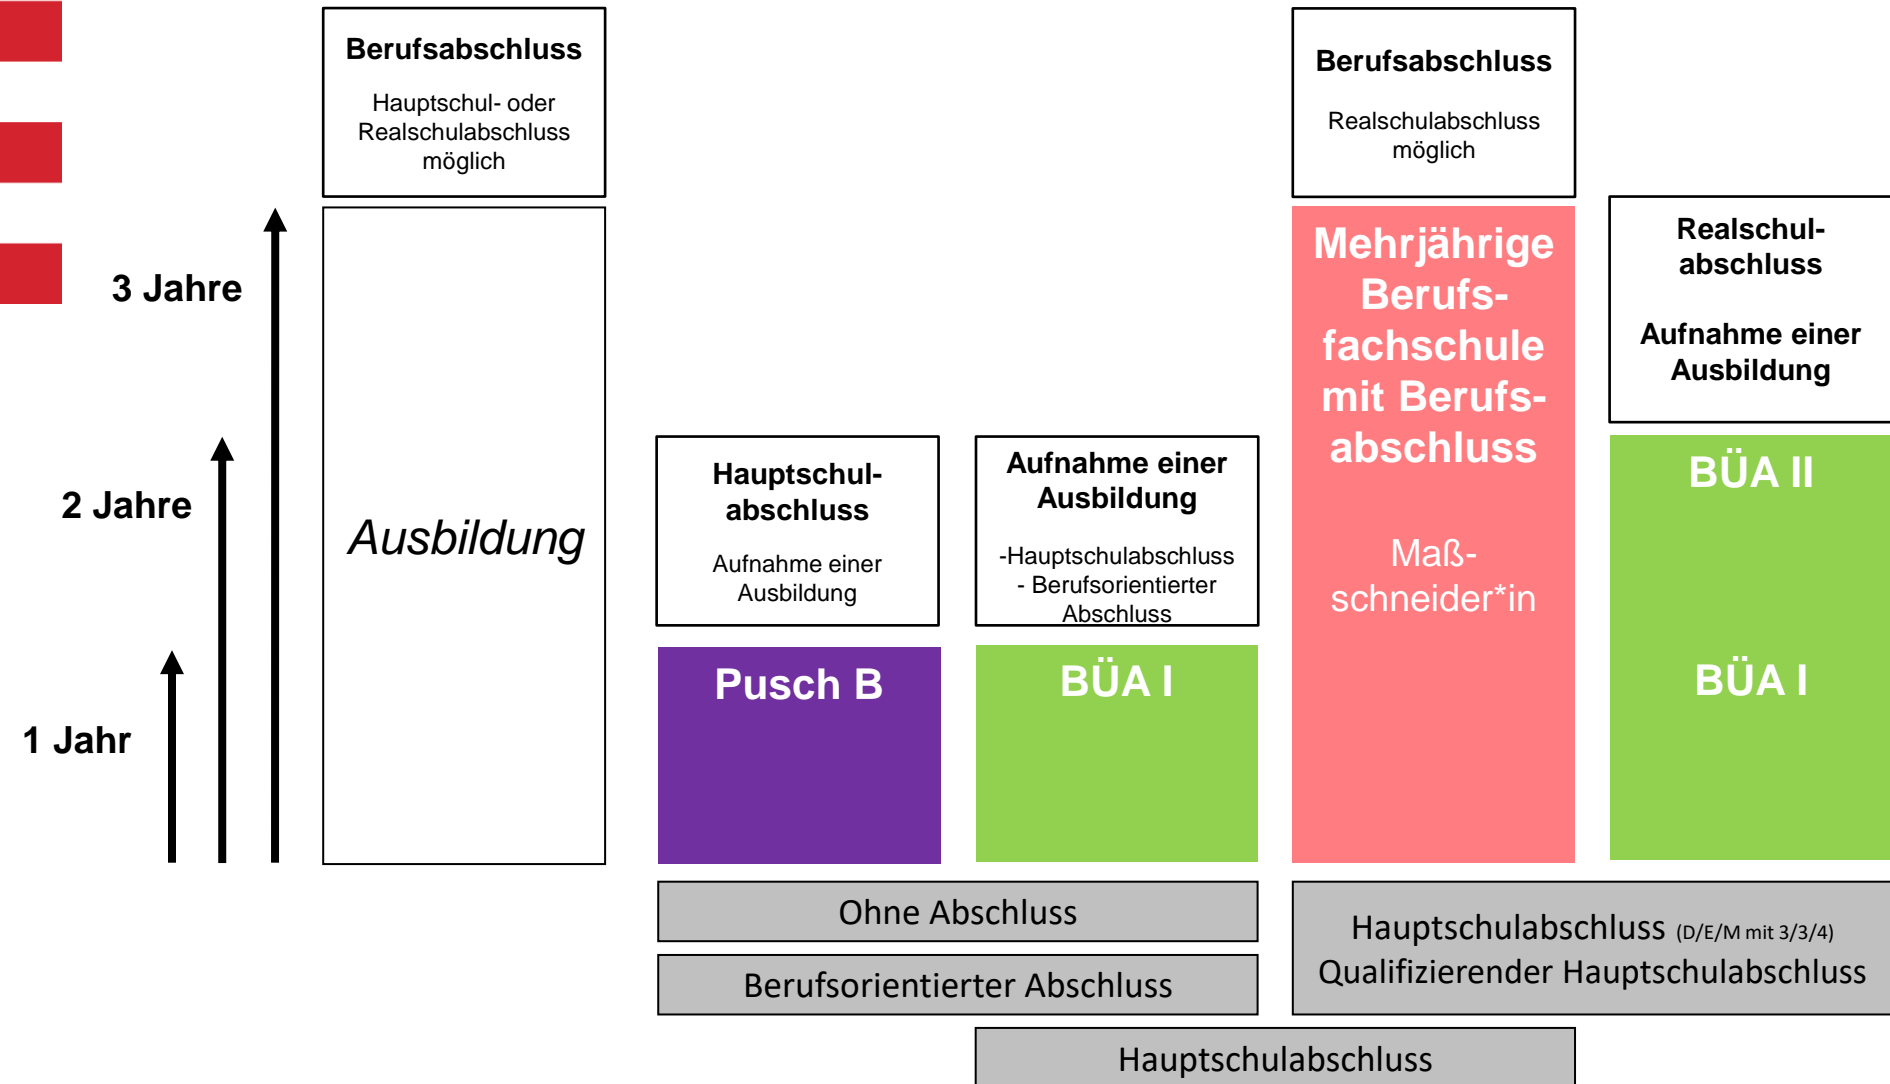 Berufsabschluss
Hauptschul- oder
Realschulabschluss
möglich
Berufsabschluss
Realschulabschluss
möglich
3 Jahre
2 Jahre
1 Jahr
Ausbildung
Hauptschul-
abschluss
Aufnahme einer
Ausbildung
Pusch B
Aufnahme einer
Ausbildung
-Hauptschulabschluss
- Berufsorientierter
Abschluss
BÜA I
Mehrjährige
Berufs-
fachschule
mit Berufs-
abschluss
Maß-
schneider*in
Realschul-
abschluss
Aufnahme einer
Ausbildung
BÜA II
BÜA I
Ohne Abschluss
Berufsorientierter Abschluss
Hauptschulabschluss (D/E/M mit 3/3/4)
Qualifizierender Hauptschulabschluss
Hauptschulabschluss